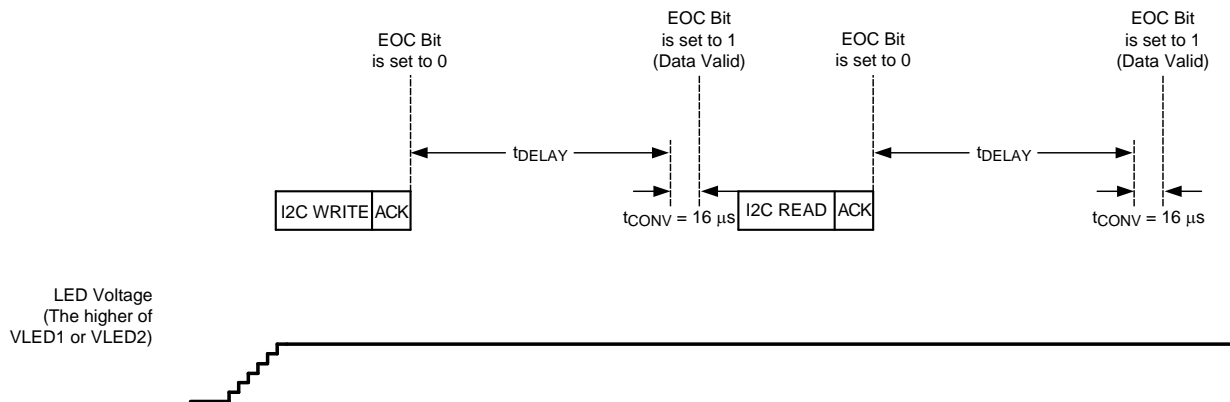 EOC Bit
is set to 0
EOC Bit
is set to 1
(Data Valid)
EOC Bit
is set to 0
EOC Bit
is set to 1
(Data Valid)
tDELAY
tDELAY
I2C WRITE ACK
tCONV = 16 μs
I2C READ ACK
tCONV = 16 μs
LED Voltage
(The higher of
VLED1 or VLED2)